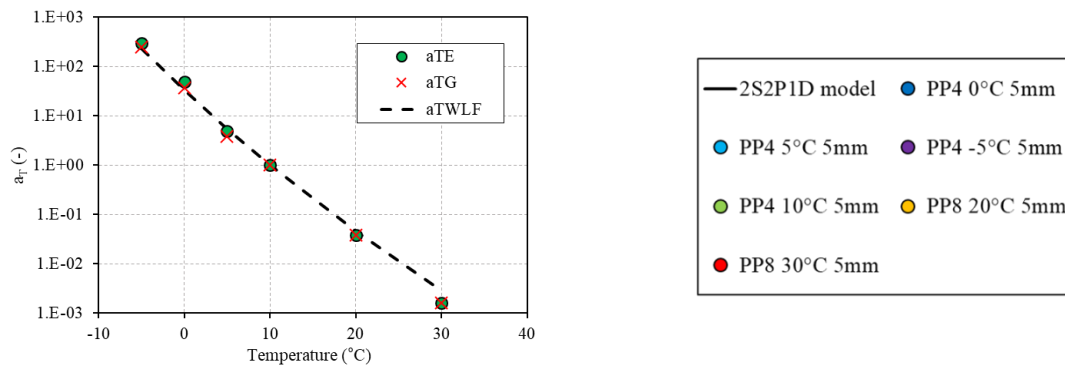 1.E+03
1.E+02
1.E+01
1.E+00
1.E-01
1.E-02
1.E-03
aT (-)
-10 0 10 20 30 40
Temperature (°C)
aTE
aTG
aTWLF
2S2P1D model PP4 0°C 5mm
PP4 5°C 5mm PP4 -5°C 5mm
PP4 10°C 5mm PP8 20°C 5mm
PP8 30°C 5mm